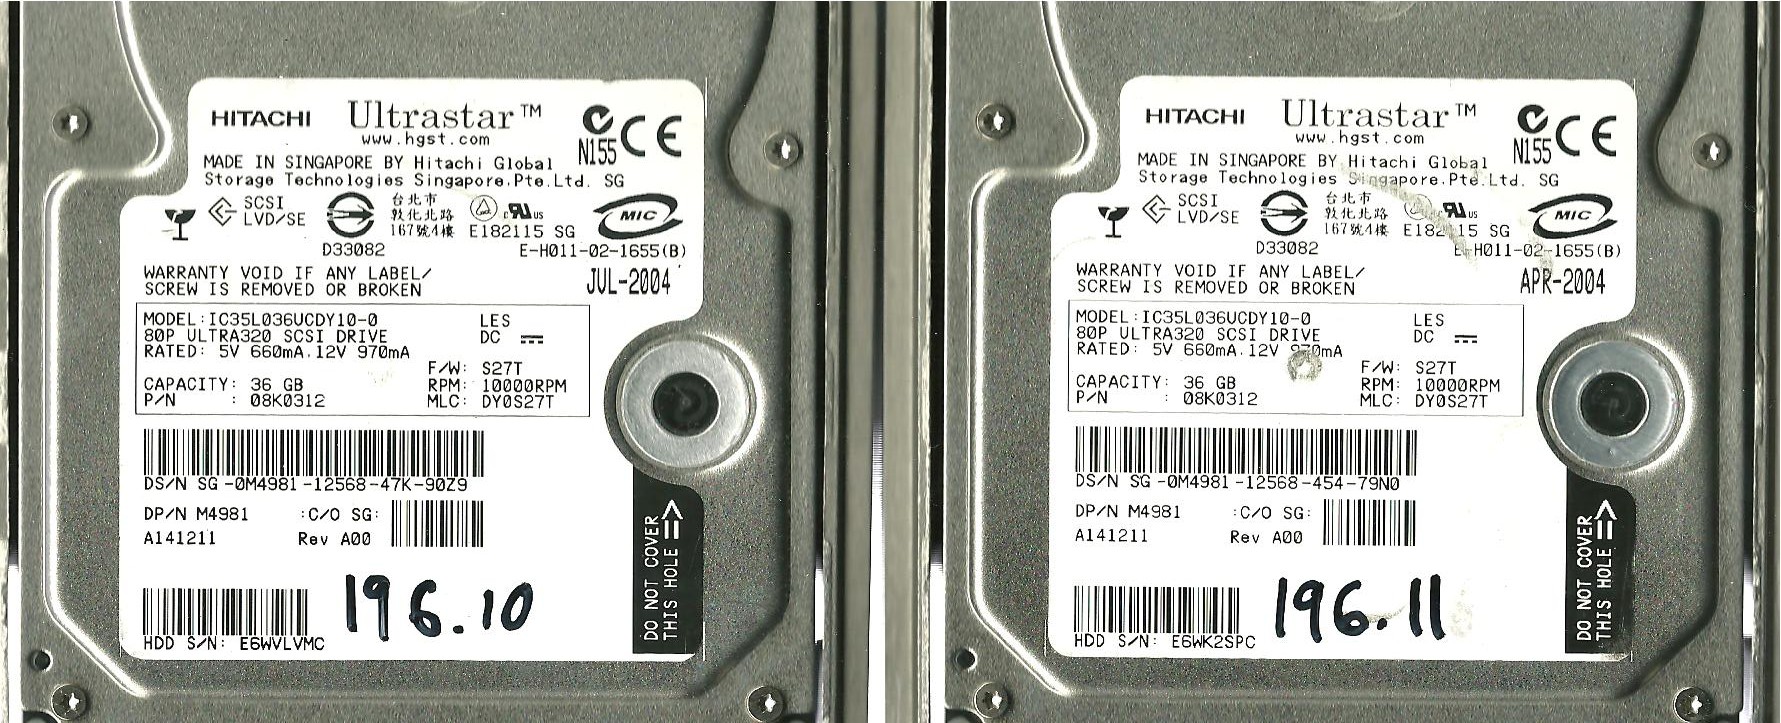 HITACHI Ultrastar™
www.hgst.com
N155 CE
MADE IN SINGAPORE BY Hitachi Global
Storage Technologies Singapore.Pte.Ltd. SG
SCSI
LVD/SE
D33082
台北市
敦化北路
167號4樓
c RU us
E182115 SG
MIC
E-H011-02-1655(B)
WARRANTY VOID IF ANY LABEL/
SCREW IS REMOVED OR BROKEN
JUL-2004
MODEL:IC35L036UCDY10-0 LES
80P ULTRA320 SCSI DRIVE DC
RATED: 5V 660mA.12V 970mA
F/W: S27T
CAPACITY: 36 GB RPM: 10000RPM
P/N : 08K0312 MLC: DY0S27T
DS/N SG -0M4981-12568-47K-90Z9
DP/N M4981 :C/O SG:
A141211 Rev A00
196.10
HDD S/N: E6WVLVMC
DO NOT COVER
THIS HOLE =>
HITACHI Ultrastar™
www.hgst.com
N155 CE
MADE IN SINGAPORE BY Hitachi Global
Storage Technologies Singapore.Pte.Ltd. SG
SCSI
LVD/SE
D33082
台北市
敦化北路
167號4樓
c RU us
E182115 SG
MIC
E-H011-02-1655(B)
WARRANTY VOID IF ANY LABEL/
SCREW IS REMOVED OR BROKEN
APR-2004
MODEL:IC35L036UCDY10-0 LES
80P ULTRA320 SCSI DRIVE DC
RATED: 5V 660mA.12V 970mA
F/W: S27T
CAPACITY: 36 GB RPM: 10000RPM
P/N : 08K0312 MLC: DY0S27T
DS/N SG -0M4981-12568-454-79N0
DP/N M4981 :C/O SG:
A141211 Rev A00
196.11
HDD S/N: E6WK2SPC
DO NOT COVER
THIS HOLE =>